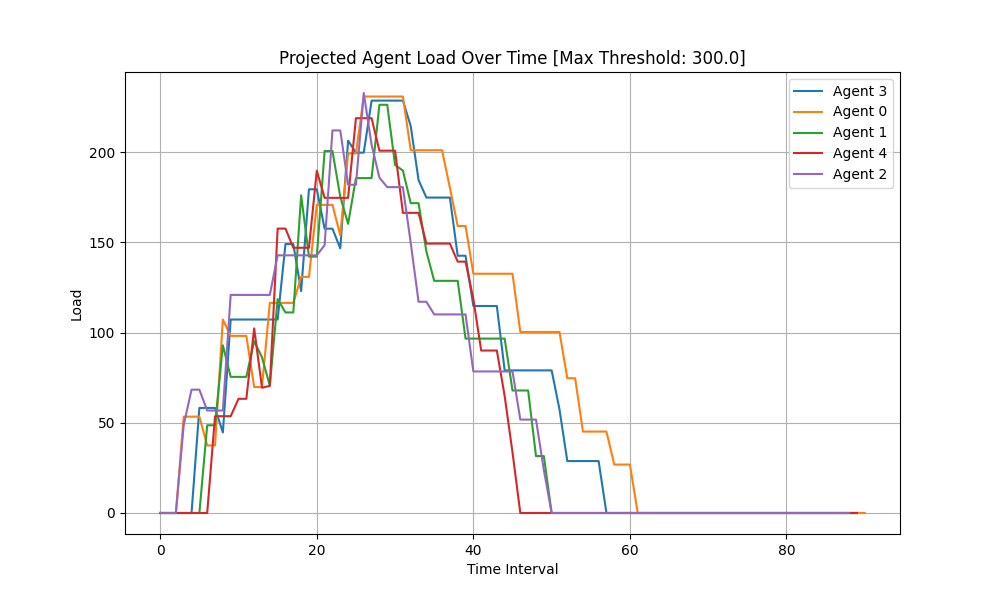 Projected Agent Load Over Time [Max Threshold: 300.0]
Load
200
150
100
50
0
0 20 40 60 80
Time Interval
Agent 3
Agent 0
Agent 1
Agent 4
Agent 2